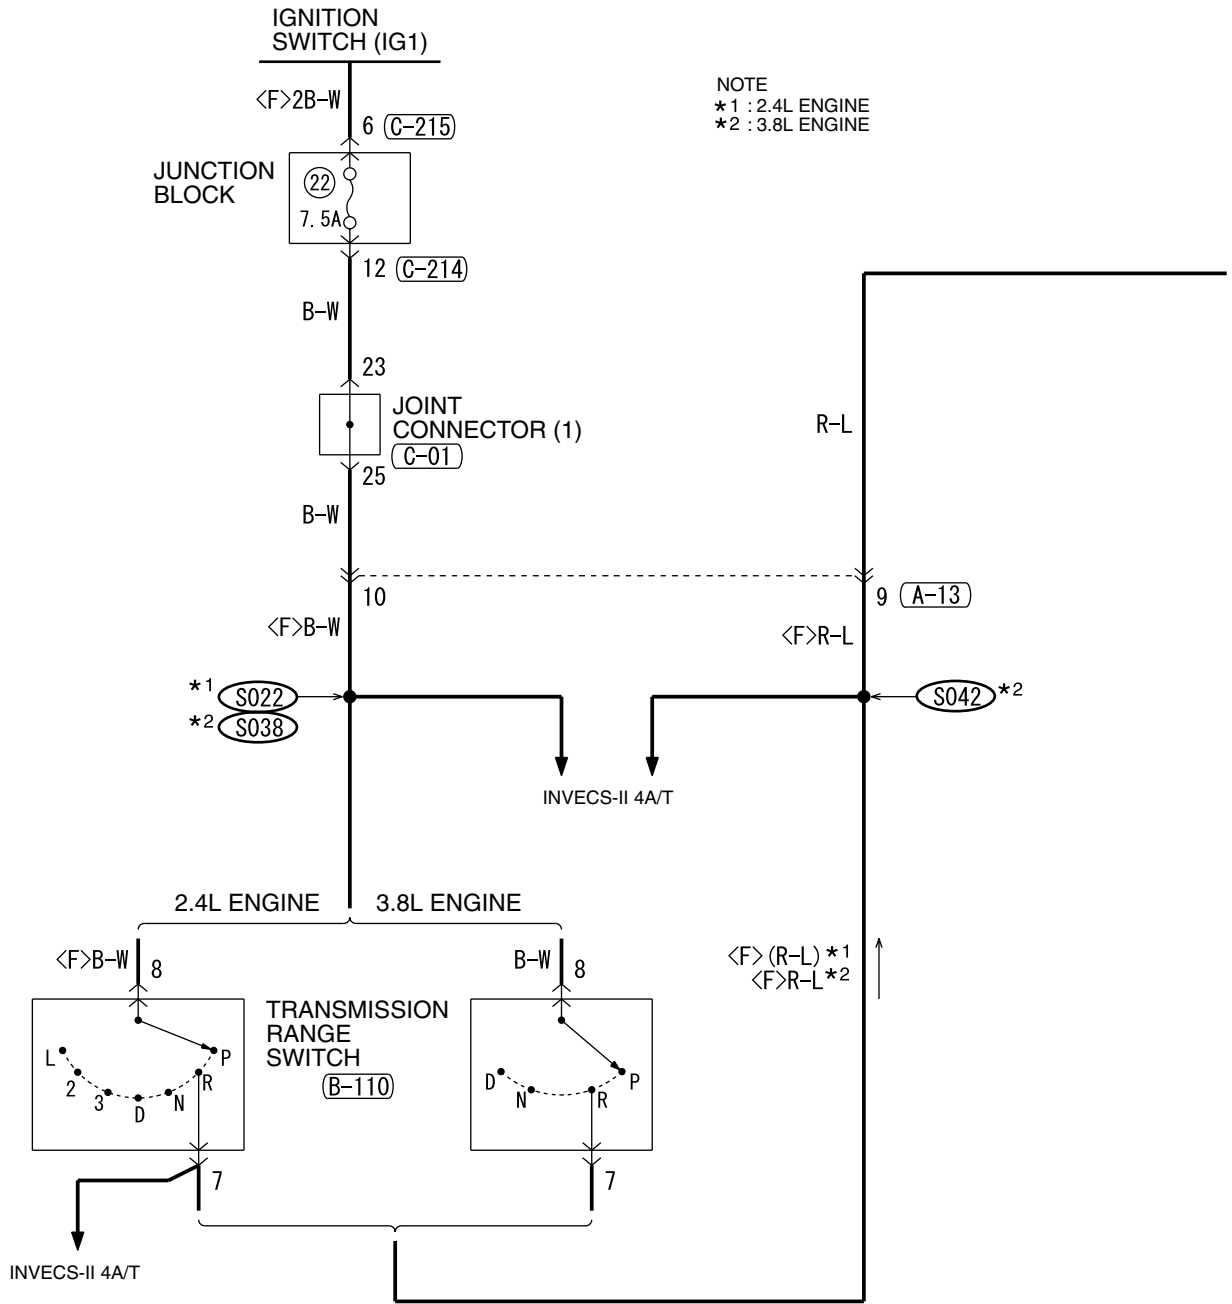 IGNITION
SWITCH (IG1)
<F>2B-W
6 C-215
NOTE
*1 : 2.4L ENGINE
*2 : 3.8L ENGINE
JUNCTION
BLOCK
22
7.5A
12 C-214
B-W
23
JOINT
CONNECTOR (1)
C-01
25
R-L
B-W
10
9 A-13
<F>B-W
<F>R-L
*1 S022
*2 S038
S042 *2
INVECS-II 4A/T
2.4L ENGINE
3.8L ENGINE
<F>B-W 8
B-W 8
<F>(R-L)*1
<F>R-L*2
TRANSMISSION
RANGE
SWITCH
B-110
L 2 3 D N R P
D N R P
7
7
INVECS-II 4A/T